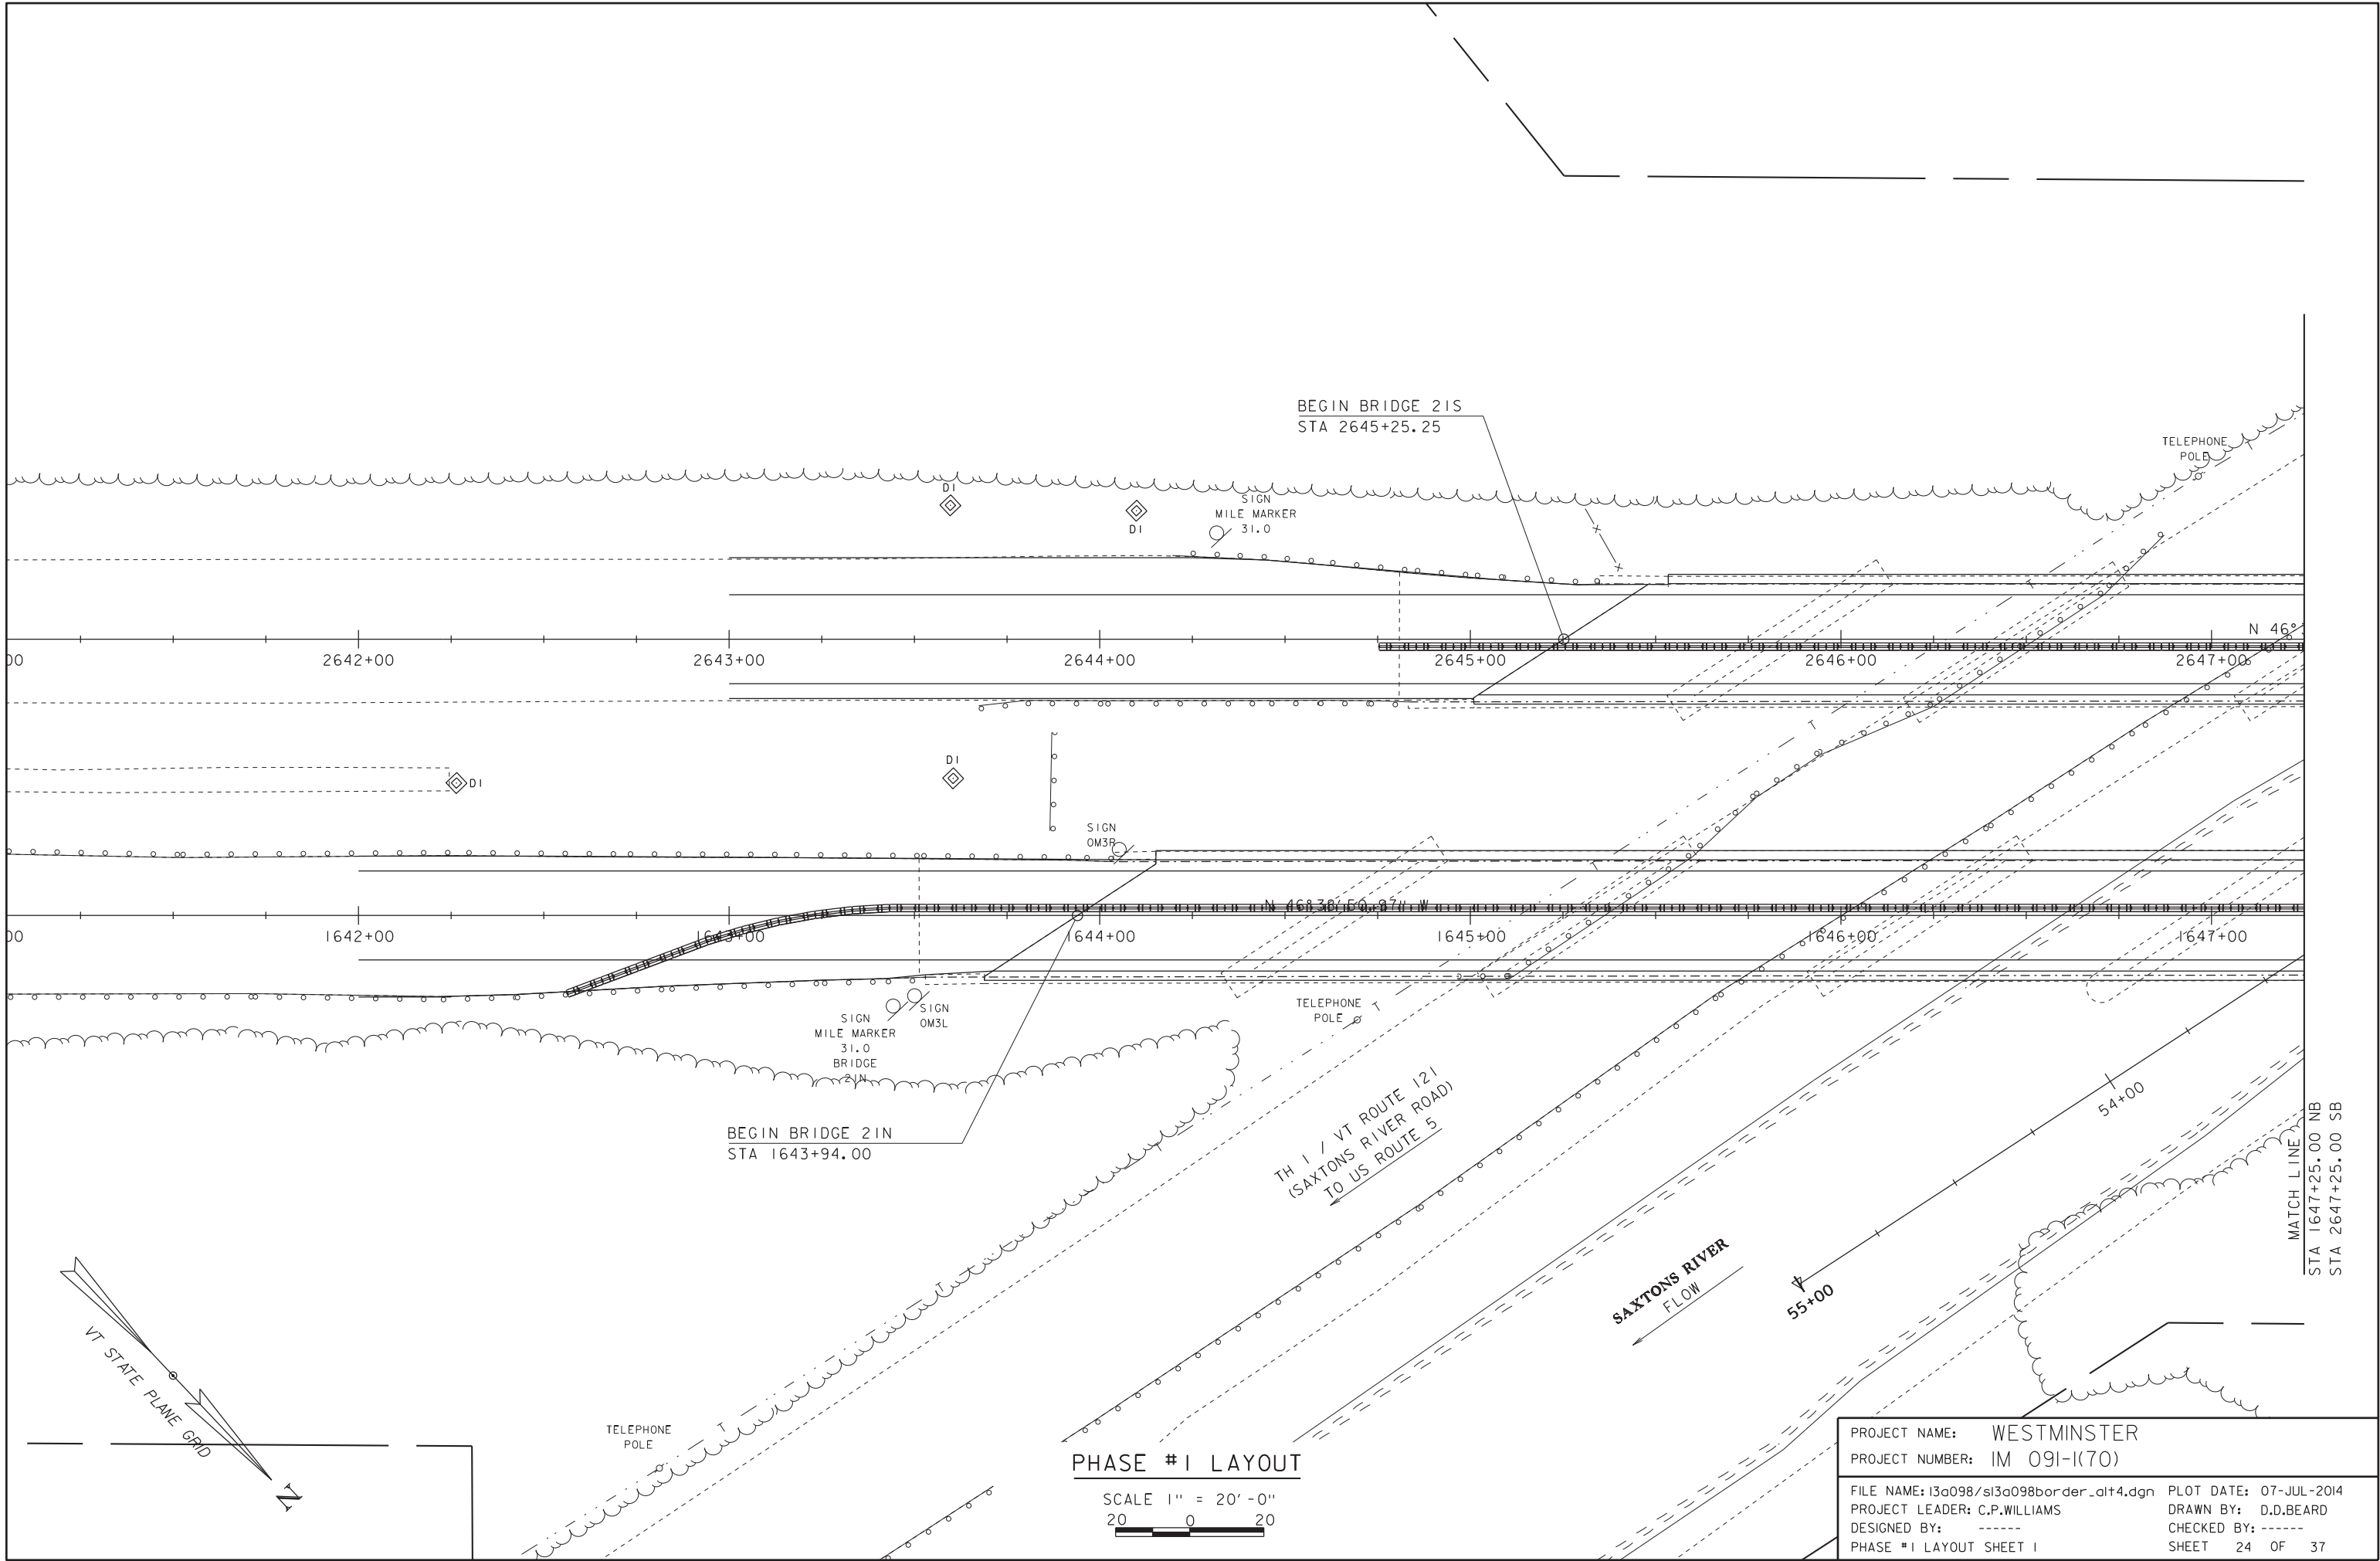 BEGIN BRIDGE 21S
STA 2645+25.25
TELEPHONE
POLE
D1
D1
SIGN
MILE MARKER
31.0
N 46°
00
2642+00
2643+00
2644+00
2645+00
2646+00
2647+00
D1
D1
SIGN
OM3R
N 46°38'50.87" W
00
1642+00
1643+00
1644+00
1645+00
1646+00
1647+00
SIGN
MILE MARKER
31.0
BRIDGE
21N
SIGN
OM3L
TELEPHONE
POLE
BEGIN BRIDGE 21N
STA 1643+94.00
TH 1 / VT ROUTE 121
(SAXTONS RIVER ROAD)
TO US ROUTE 5
54+00
MATCH LINE
STA 1647+25.00 NB
STA 2647+25.00 SB
SAXTONS RIVER
FLOW
55+00
VT STATE PLANE GRID
N
TELEPHONE
POLE
PHASE #1 LAYOUT
SCALE 1" = 20'-0"
20 0 20
PROJECT NAME: WESTMINSTER
PROJECT NUMBER: IM 091-1(70)
FILE NAME: 13a098/s13a098border_alt4.dgn PLOT DATE: 07-JUL-2014
PROJECT LEADER: C.P.WILLIAMS DRAWN BY: D.D.BEARD
DESIGNED BY: ------ CHECKED BY: ------
PHASE #1 LAYOUT SHEET 1 SHEET 24 OF 37